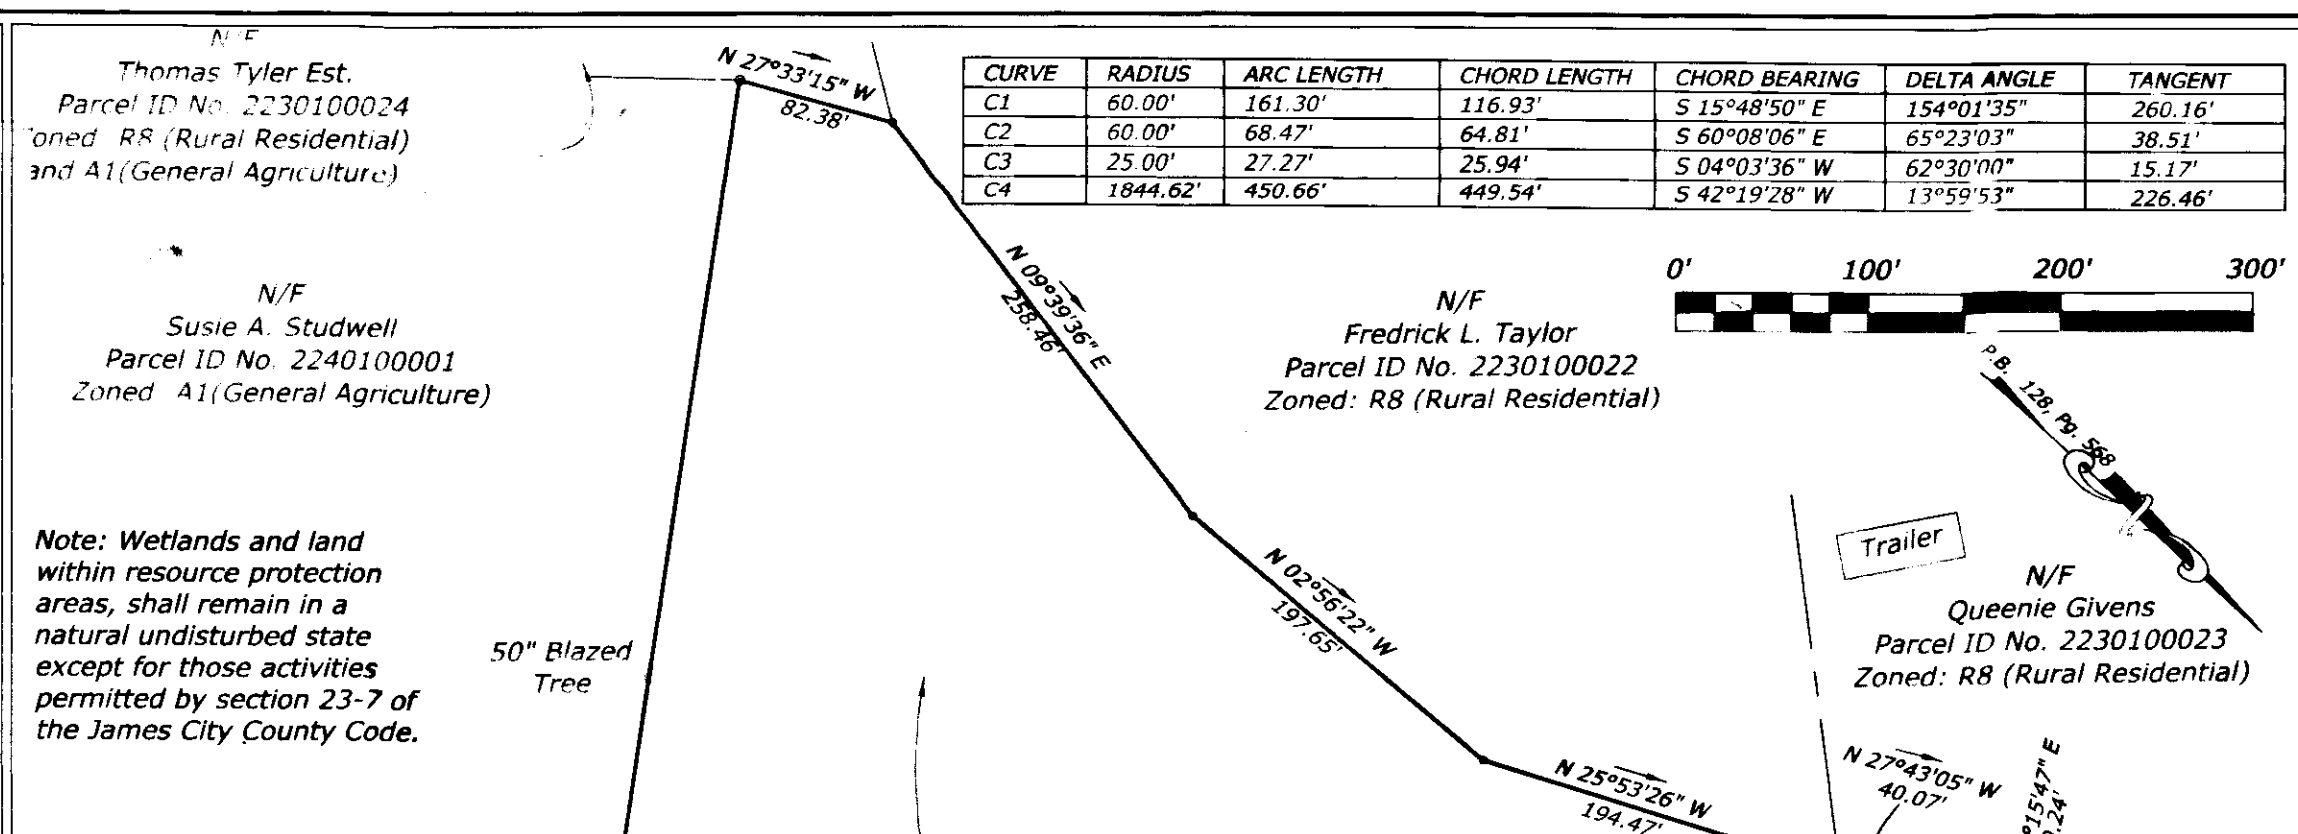 N/F
Thomas Tyler Est.
Parcel ID No. 2230100024
oned R8 (Rural Residential)
and A1(General Agriculture)
N/F
Susie A. Studwell
Parcel ID No. 2240100001
Zoned A1(General Agriculture)
Note: Wetlands and land
within resource protection
areas, shall remain in a
natural undisturbed state
except for those activities
permitted by section 23-7 of
the James City County Code.
50" Blazed
Tree
N 27°33'15" W
82.38'
N 09°39'36" E
258.46'
N 02°56'22" W
197.65'
N 25°53'26" W
194.47'
CURVE RADIUS ARC LENGTH CHORD LENGTH CHORD BEARING DELTA ANGLE TANGENT
C1 60.00' 161.30' 116.93' S 15°48'50" E 154°01'35" 260.16'
C2 60.00' 68.47' 64.81' S 60°08'06" E 65°23'03" 38.51'
C3 25.00' 27.27' 25.94' S 04°03'36" W 62°30'00" 15.17'
C4 1844.62' 450.66' 449.54' S 42°19'28" W 13°59'53" 226.46'
0' 100' 200' 300'
N/F
Fredrick L. Taylor
Parcel ID No. 2230100022
Zoned: R8 (Rural Residential)
P.B. 128, Pg. 568
Trailer
N/F
Queenie Givens
Parcel ID No. 2230100023
Zoned: R8 (Rural Residential)
N 27°43'05" W
40.07'
°15'47" E
.24'